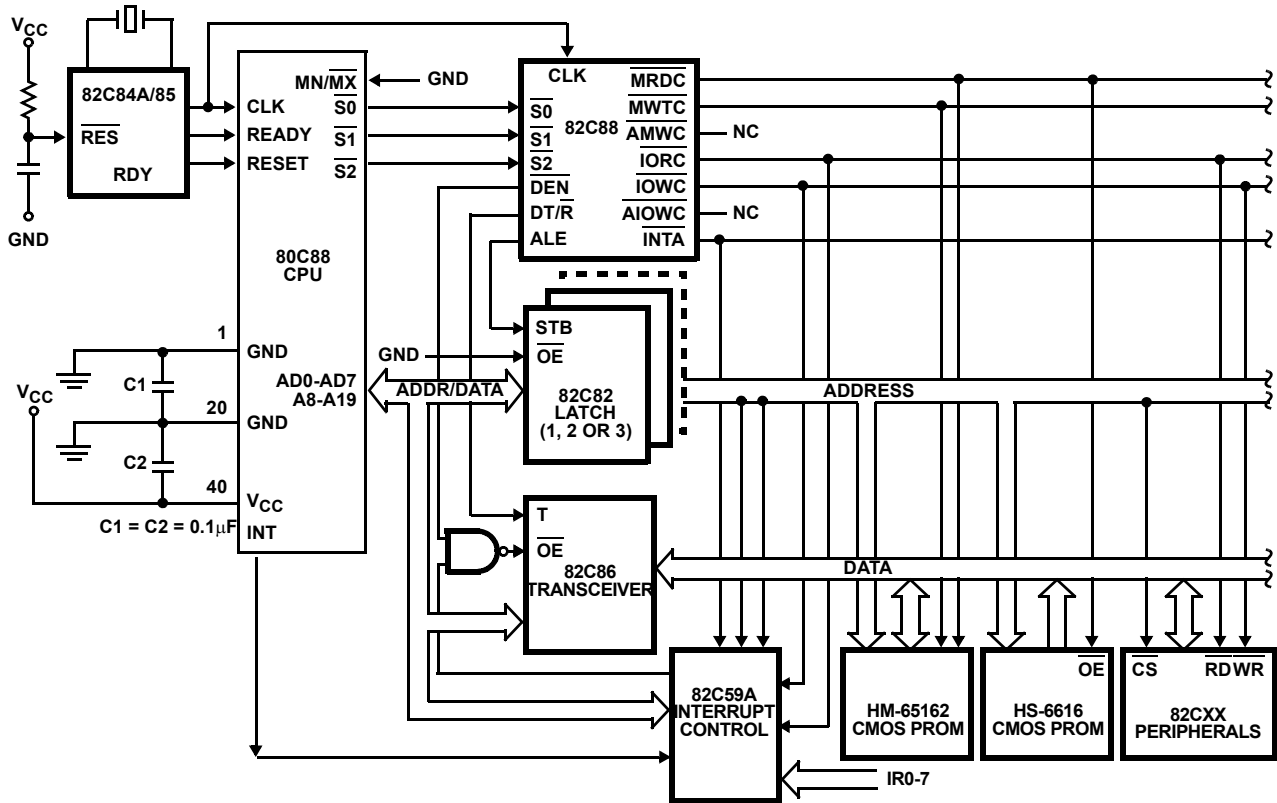 VCC
82C84A/85
RES
RDY
GND
MN/MX
GND
CLK
S0
READY
S1
RESET
S2
80C88
CPU
CLK
MRDC
S0
82C88
MWTC
S1
AMWC
NC
S2
IORC
DEN
IOWC
DT/R
AIOWC
NC
ALE
INTA
1
GND
C1
VCC
AD0-AD7
A8-A19
20
GND
C2
40
VCC
C1 = C2 = 0.1μF
INT
ADDR/DATA
GND
STB
OE
82C82
LATCH
(1, 2 OR 3)
ADDRESS
T
OE
82C86
TRANSCEIVER
DATA
82C59A
INTERRUPT
CONTROL
IR0-7
HM-65162
CMOS PROM
OE
HS-6616
CMOS PROM
CS
RD WR
82CXX
PERIPHERALS